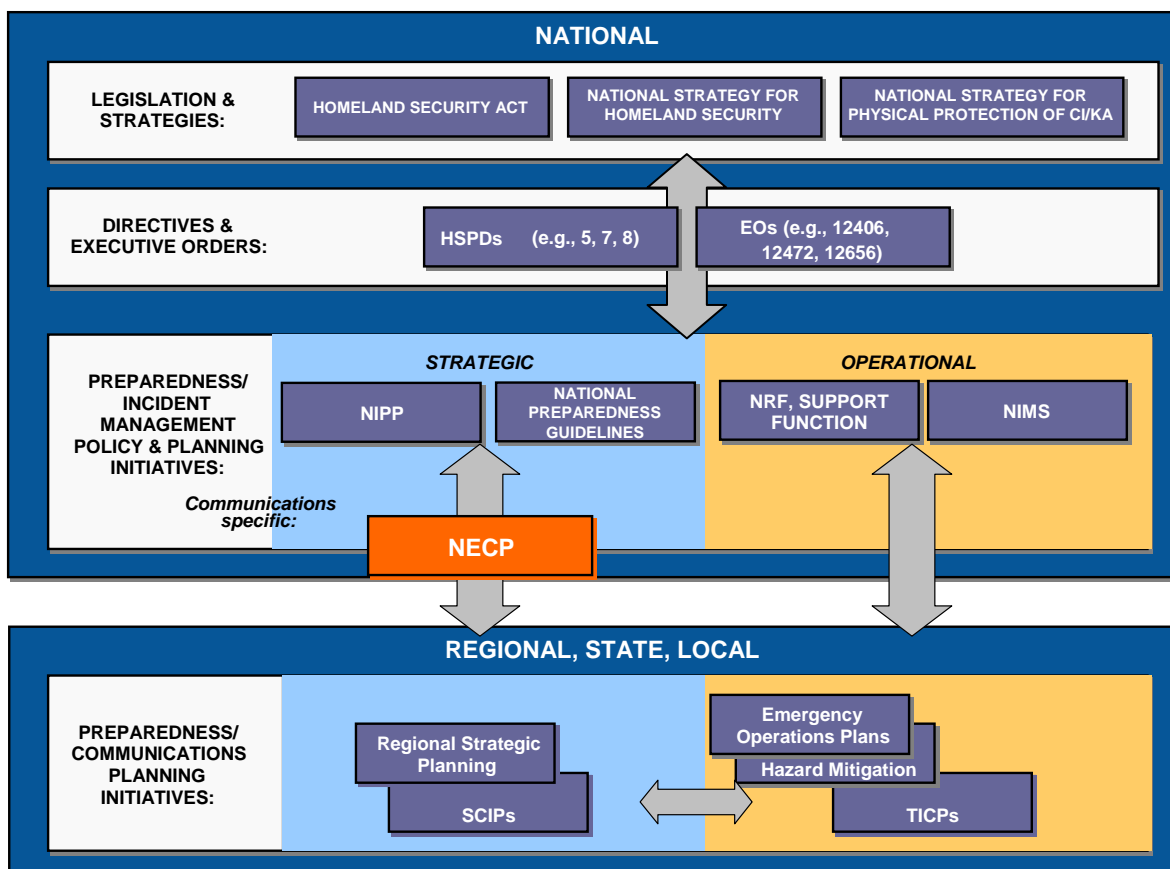 NATIONAL
LEGISLATION &
STRATEGIES:
HOMELAND SECURITY ACT
NATIONAL STRATEGY FOR
HOMELAND SECURITY
NATIONAL STRATEGY FOR
PHYSICAL PROTECTION OF CI/KA
DIRECTIVES &
EXECUTIVE ORDERS:
HSPDs (e.g., 5, 7, 8)
EOs (e.g., 12406,
12472, 12656)
PREPAREDNESS/
INCIDENT
MANAGEMENT
POLICY & PLANNING
INITIATIVES:
STRATEGIC
NIPP
NATIONAL
PREPAREDNESS
GUIDELINES
OPERATIONAL
NRF, SUPPORT
FUNCTION
NIMS
Communications
specific:
NECP
REGIONAL, STATE, LOCAL
PREPAREDNESS/
COMMUNICATIONS
PLANNING
INITIATIVES:
Regional Strategic
Planning
SCIPs
Emergency
Operations Plans
Hazard Mitigation
TICPs